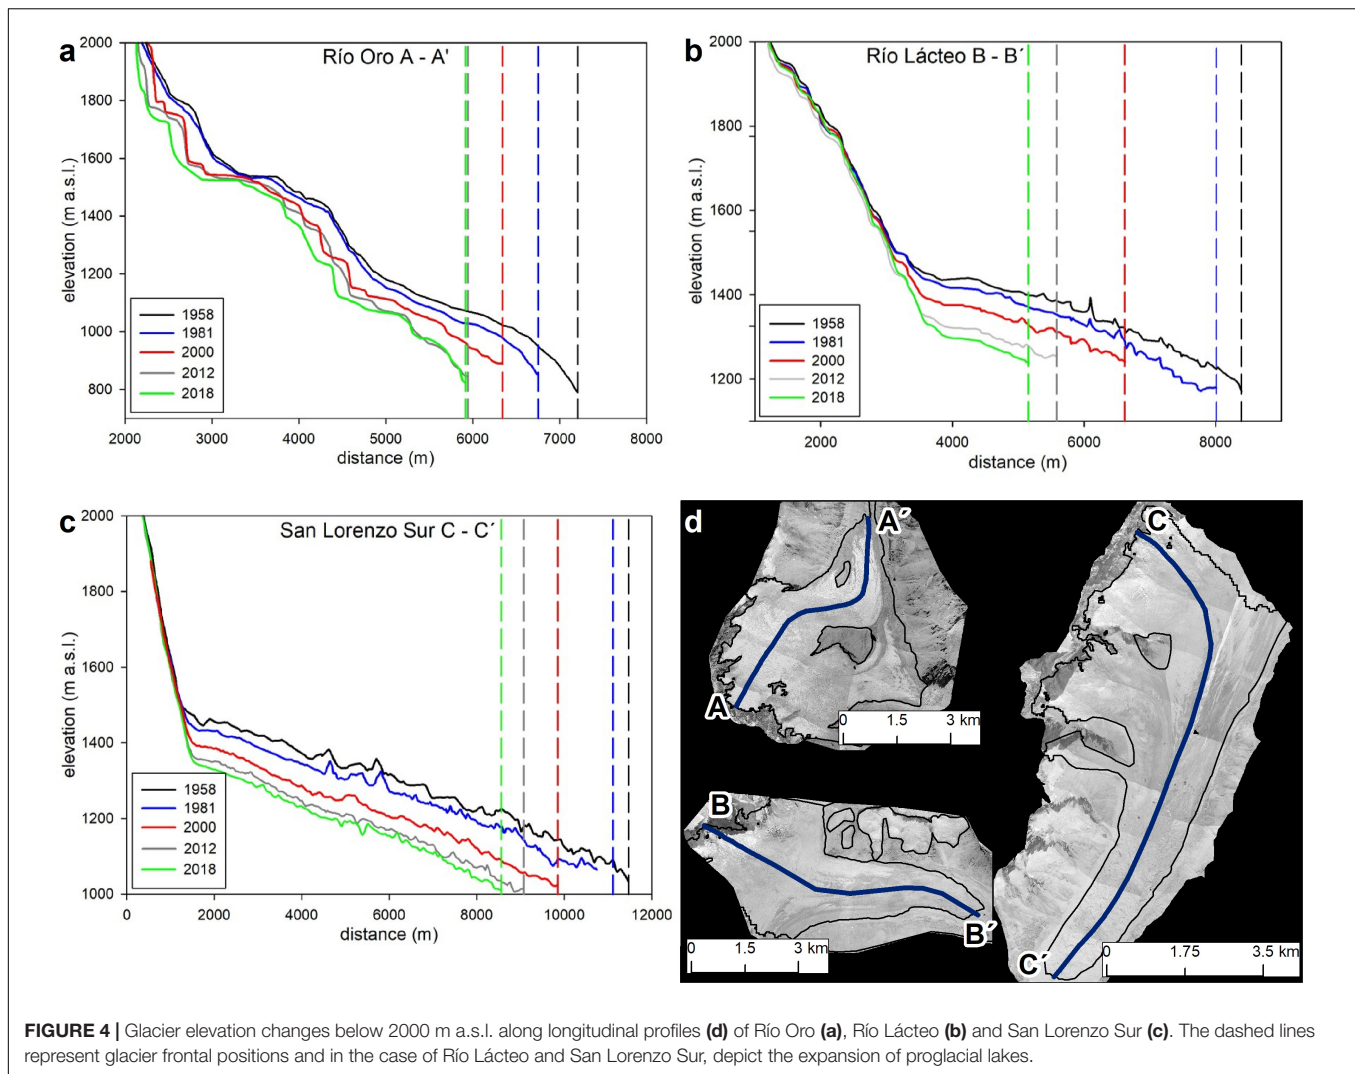 a
Río Oro A - A'
2000
1800
1600
1400
1200
1000
800
elevation (m a.s.l.)
1958
1981
2000
2012
2018
2000 3000 4000 5000 6000 7000 8000
distance (m)
b
Río Lácteo B - B´
2000
1800
1600
1400
1200
elevation (m a.s.l.)
1958
1981
2000
2012
2018
2000 4000 6000 8000
distance (m)
c
San Lorenzo Sur C - C´
2000
1800
1600
1400
1200
1000
elevation (m a.s.l.)
1958
1981
2000
2012
2018
0 2000 4000 6000 8000 10000 12000
distance (m)
d
A´
A
0 1.5 3 km
B
B´
0 1.5 3 km
C
C´
0 1.75 3.5 km
FIGURE 4 | Glacier elevation changes below 2000 m a.s.l. along longitudinal profiles (d) of Río Oro (a), Río Lácteo (b) and San Lorenzo Sur (c). The dashed lines
represent glacier frontal positions and in the case of Río Lácteo and San Lorenzo Sur, depict the expansion of proglacial lakes.